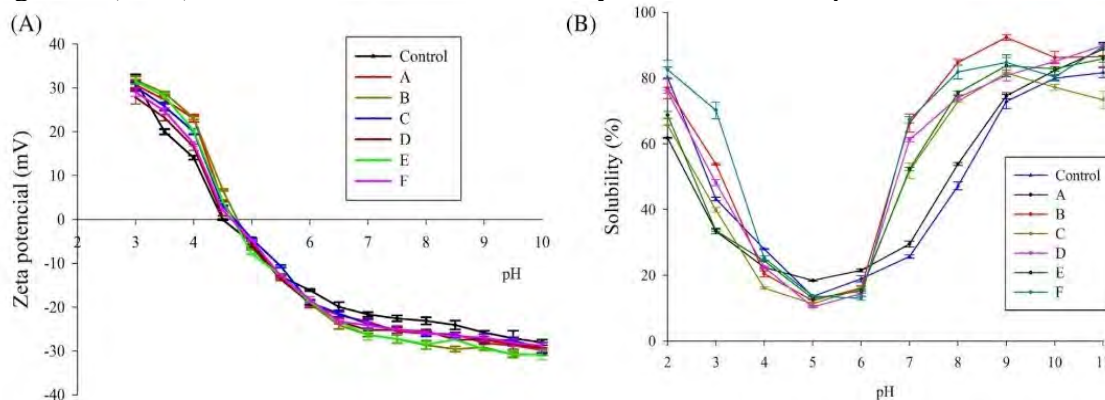 (A)
40
30
20
10
0
-10
-20
-30
-40
2 3 4 5 6 7 8 9 10
pH
Zeta potencial (mV)
Control
A
B
C
D
E
F
(B)
100
80
60
40
20
0
2 3 4 5 6 7 8 9 10
pH
Solubility (%)
Control
A
B
C
D
E
F